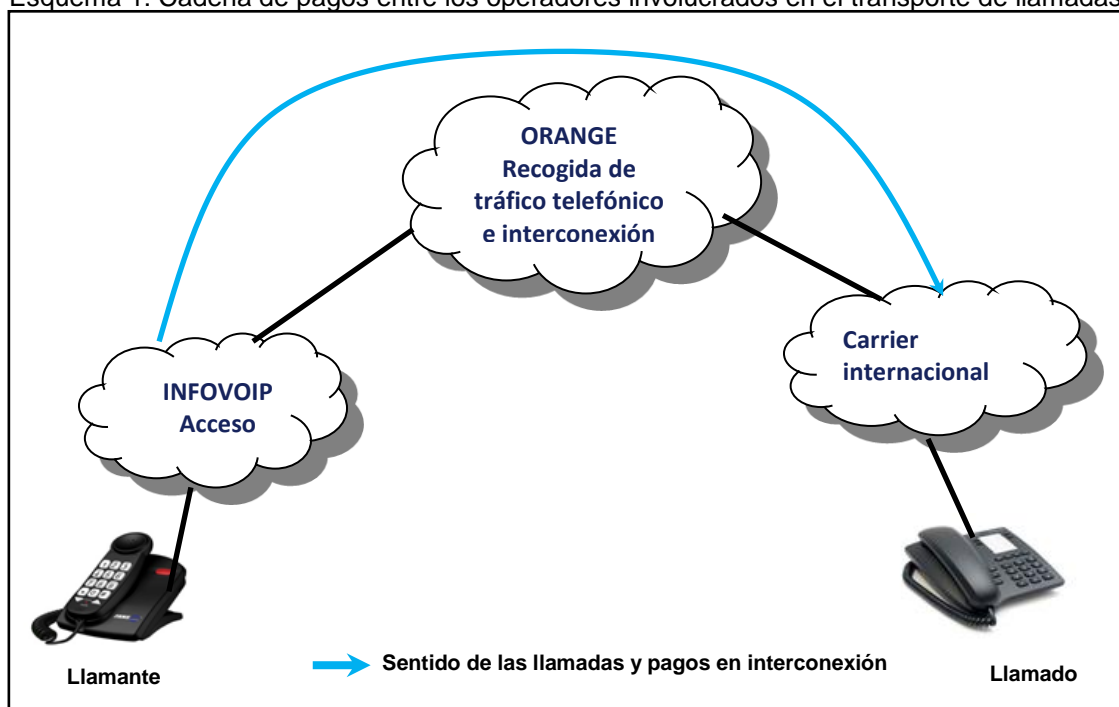 Esquema 1. Cadena de pagos entre los operadores involucrados en el transporte de llamadas
ORANGE
Recogida de
tráfico telefónico
e interconexión
Carrier
internacional
INFOVOIP
Acceso
Sentido de las llamadas y pagos en interconexión
Llamante
Llamado